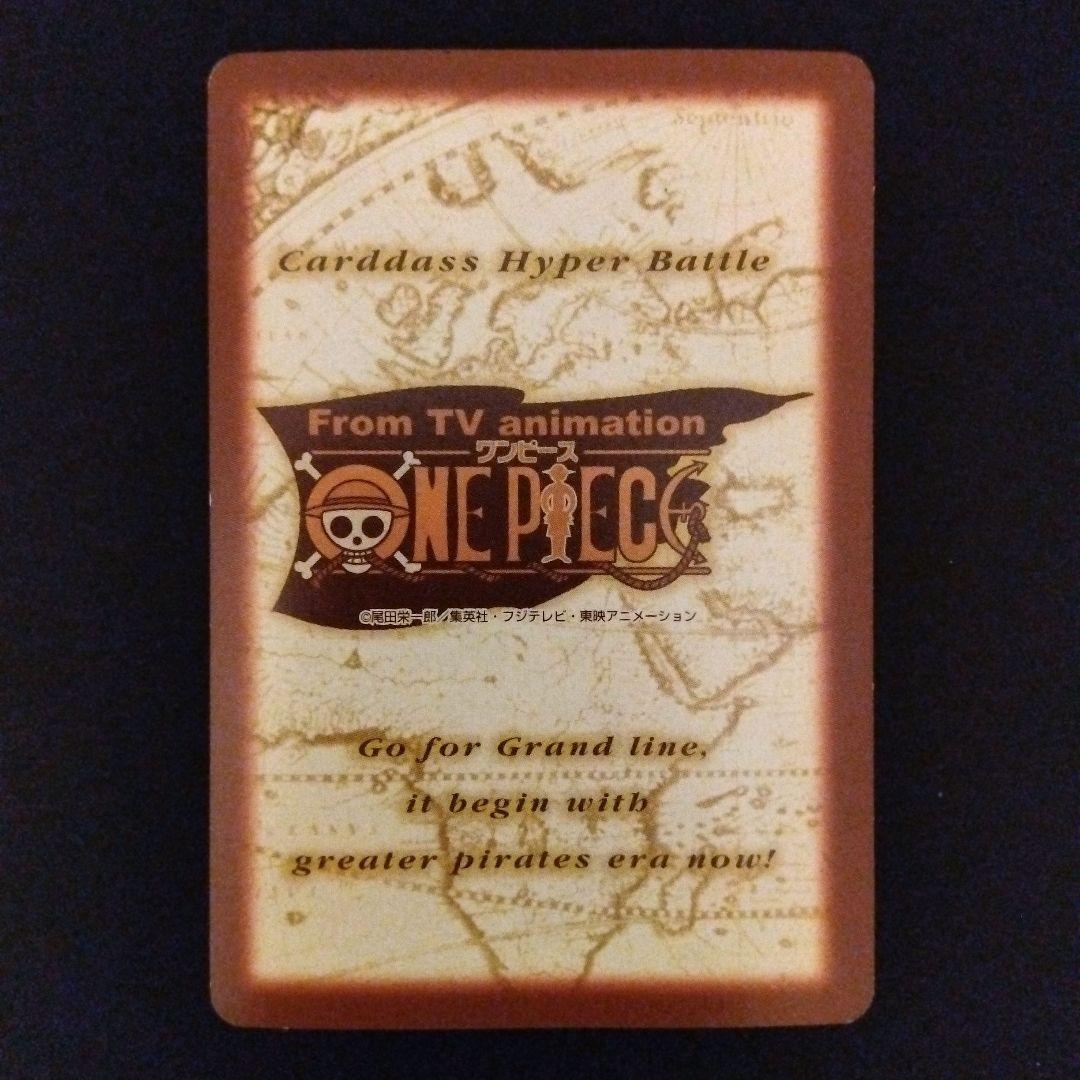 Septentrio
Carddass Hyper Battle
From TV animation
ワンピース
ONE PIECE
©尾田栄一郎／集英社・フジテレビ・東映アニメーション
Go for Grand line,
it begin with
greater pirates era now!